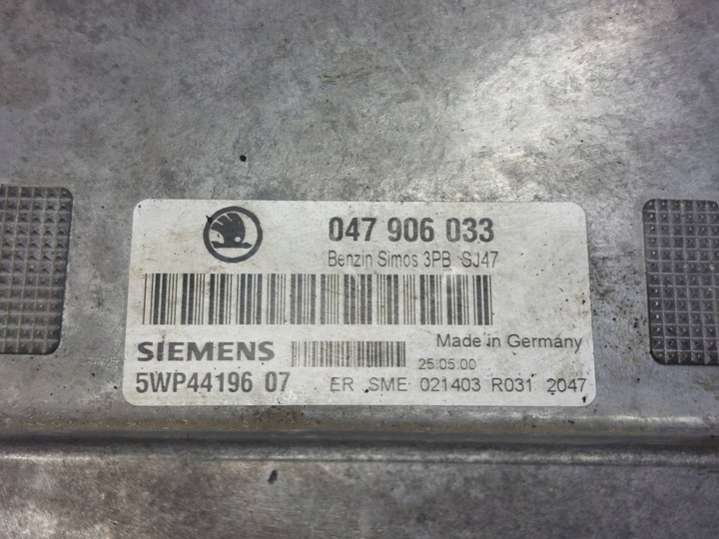 047 906 033
Benzin Simos 3PB SJ47
Made in Germany
SIEMENS
25.05.00
5WP44196 07 ER SME 021403 R031 2047